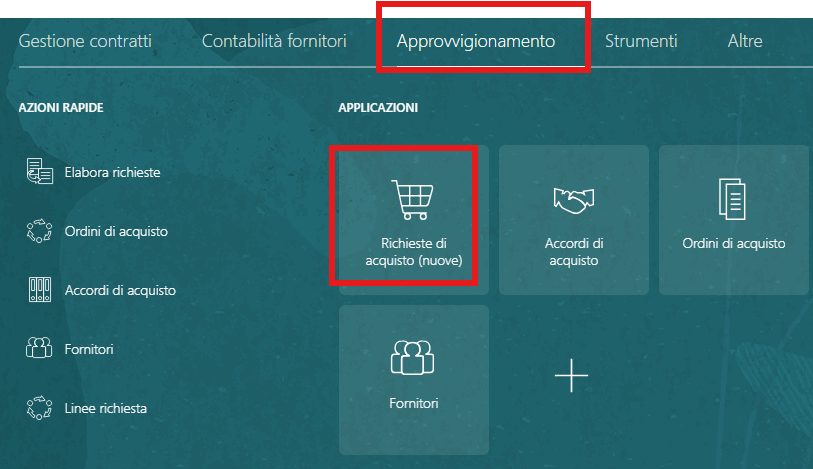 Gestione contratti
Contabilità fornitori
Approvvigionamento
Strumenti
Altre
AZIONI RAPIDE
Elabora richieste
Ordini di acquisto
Accordi di acquisto
Fornitori
Linee richiesta
APPLICAZIONI
Richieste di
acquisto (nuove)
Accordi di
acquisto
Ordini di acquisto
Fornitori